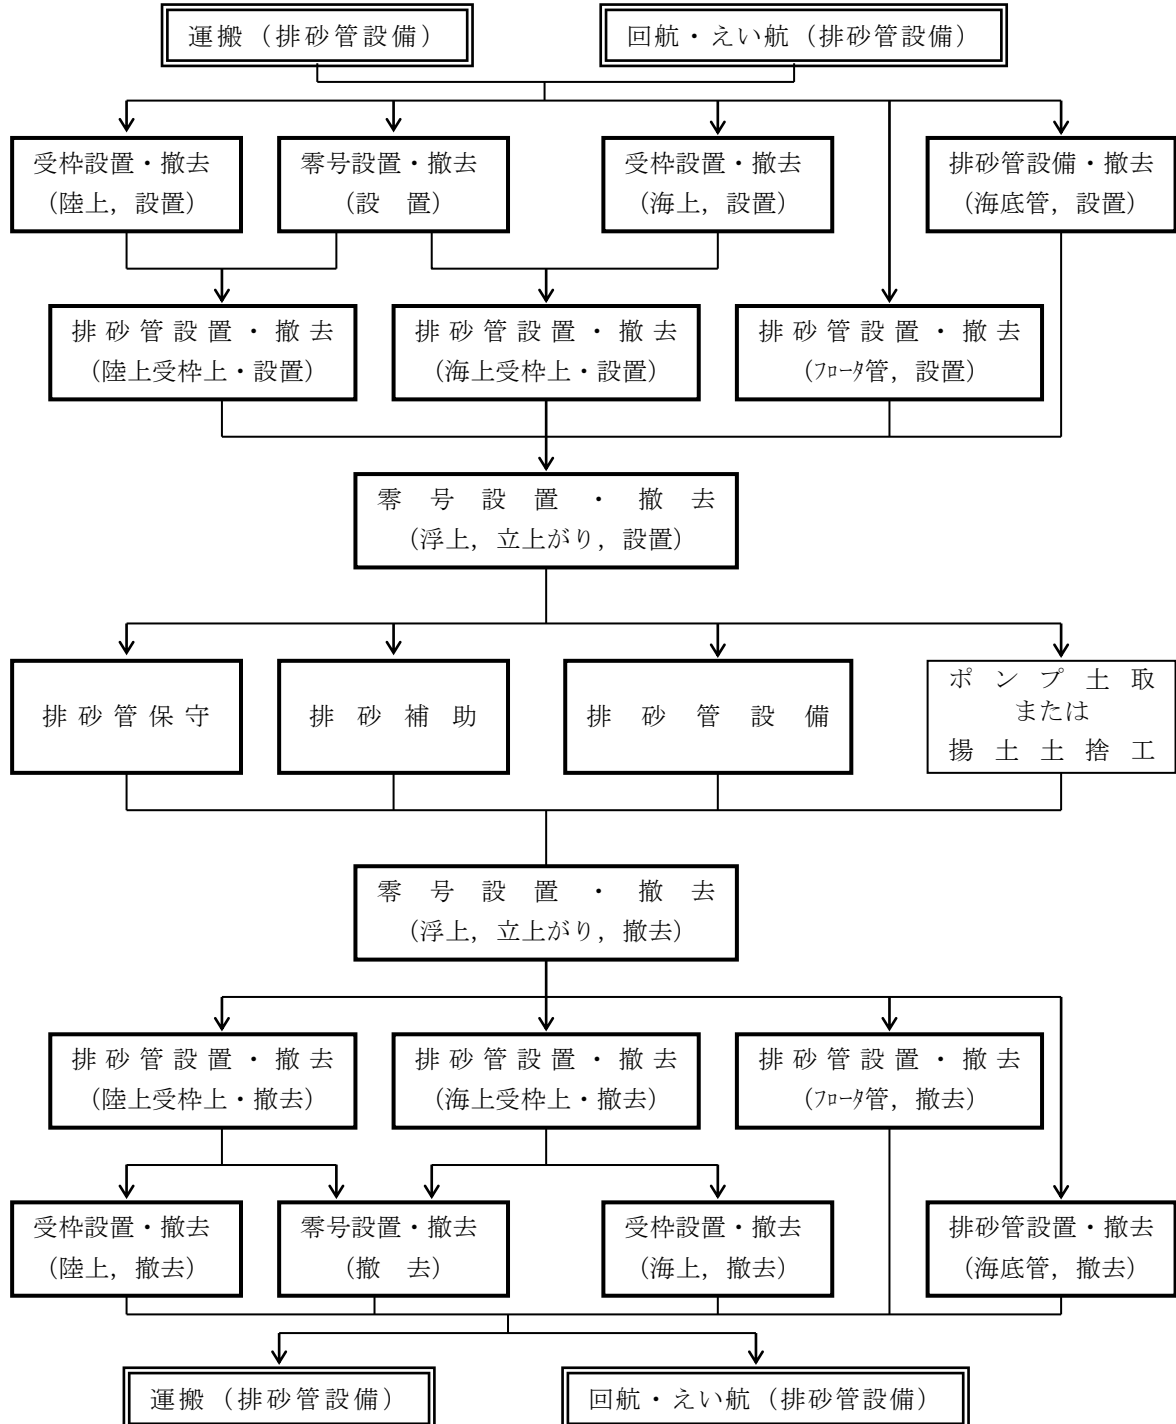 運搬（排砂管設備）
回航・えい航（排砂管設備）
受枠設置・撤去
（陸上，設置）
零号設置・撤去
（設　置）
受枠設置・撤去
（海上，設置）
排砂管設備・撤去
（海底管，設置）
排砂管設置・撤去
（陸上受枠上・設置）
排砂管設置・撤去
（海上受枠上・設置）
排砂管設置・撤去
（ﾌﾛｰﾀ管，設置）
零号設置・撤去
（浮上，立上がり，設置）
排砂管保守
排砂補助
排砂管設備
ポンプ土取
または
揚土土捨工
零号設置・撤去
（浮上，立上がり，撤去）
排砂管設置・撤去
（陸上受枠上・撤去）
排砂管設置・撤去
（海上受枠上・撤去）
排砂管設置・撤去
（ﾌﾛｰﾀ管，撤去）
受枠設置・撤去
（陸上，撤去）
零号設置・撤去
（撤　去）
受枠設置・撤去
（海上，撤去）
排砂管設置・撤去
（海底管，撤去）
運搬（排砂管設備）
回航・えい航（排砂管設備）